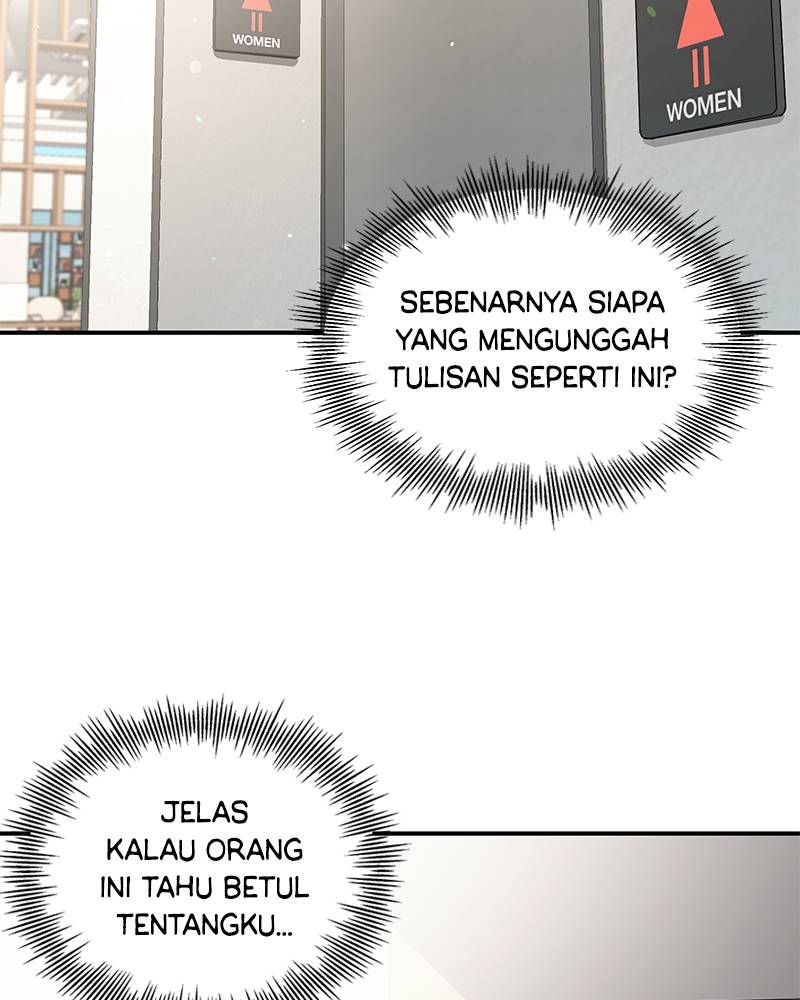 WOMEN
WOMEN
SEBENARNYA SIAPA
YANG MENGUNGGAH
TULISAN SEPERTI INI?
JELAS
KALAU ORANG
INI TAHU BETUL
TENTANGKU...